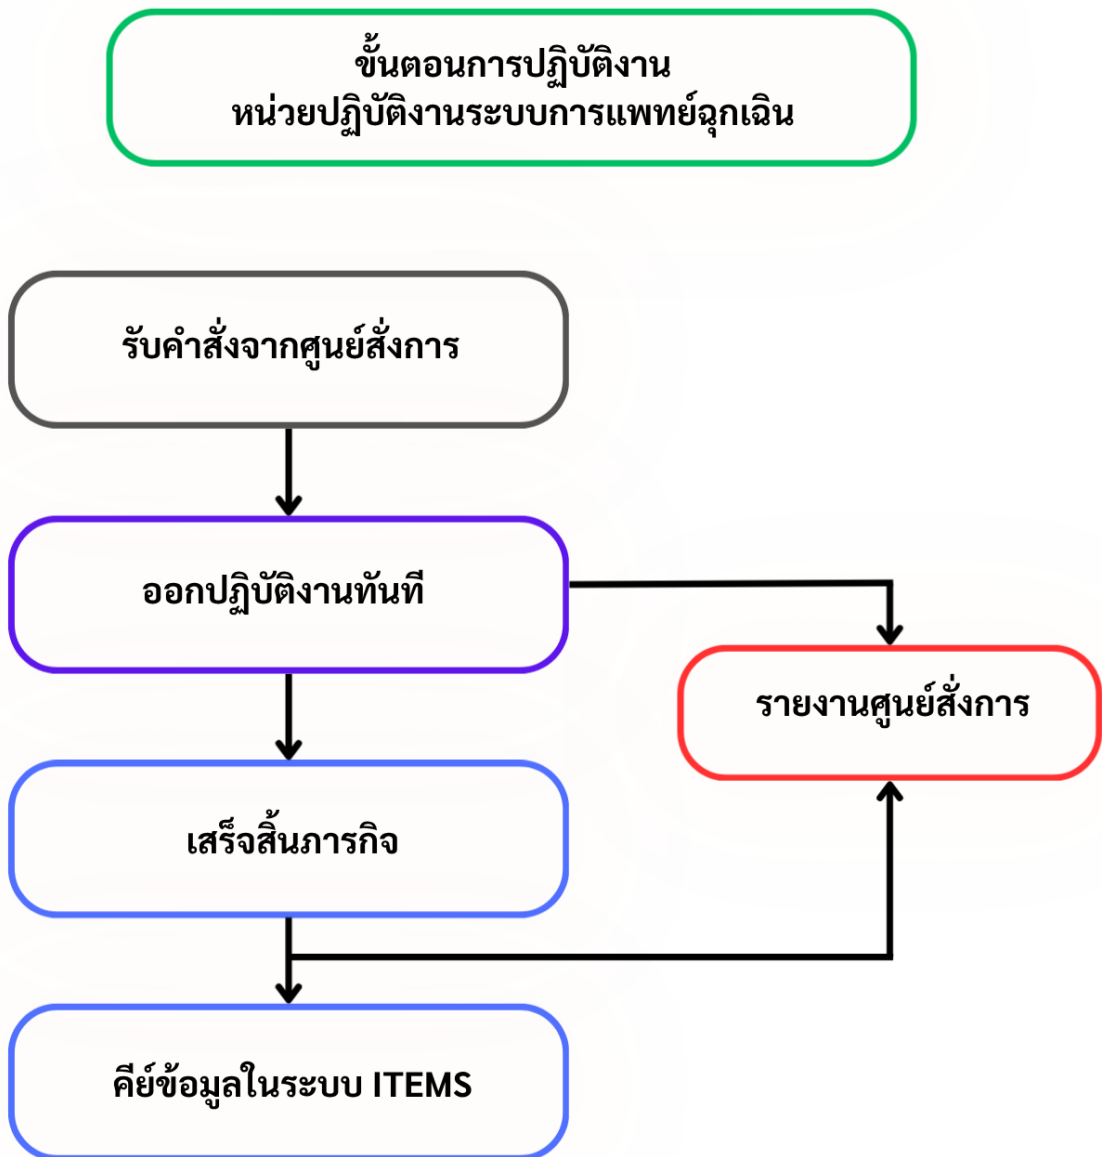 ขั้นตอนการปฏิบัติงาน
หน่วยปฏิบัติงานระบบการแพทย์ฉุกเฉิน
รับคำสั่งจากศูนย์สั่งการ
ออกปฏิบัติงานทันที
รายงานศูนย์สั่งการ
เสร็จสิ้นภารกิจ
คีย์ข้อมูลในระบบ ITEMS